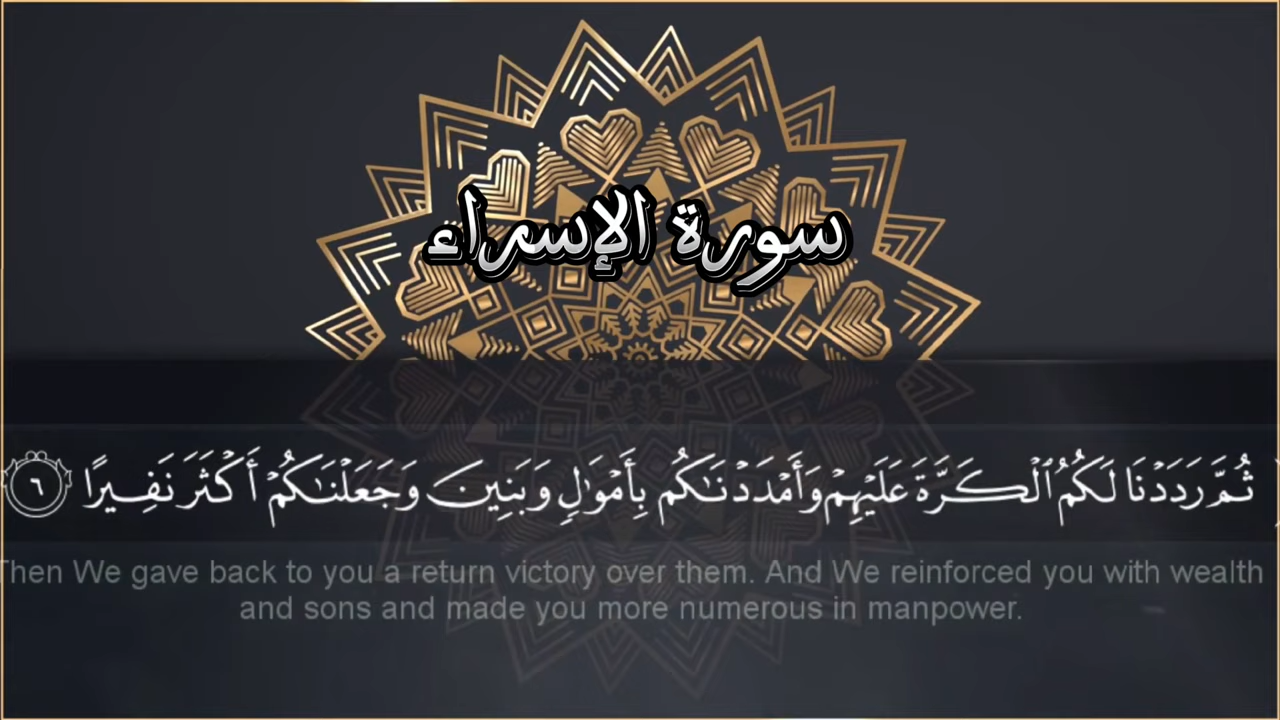 سورة الإسراء
ثُمَّ رَدَدْنَا لَكُمُ ٱلْكَرَّةَ عَلَيْهِمْ وَأَمْدَدْنَـٰكُم بِأَمْوَٰلٍ وَبَنِينَ وَجَعَلْنَـٰكُمْ أَكْثَرَ نَفِيرًا ٦
Then We gave back to you a return victory over them. And We reinforced you with wealth
and sons and made you more numerous in manpower.